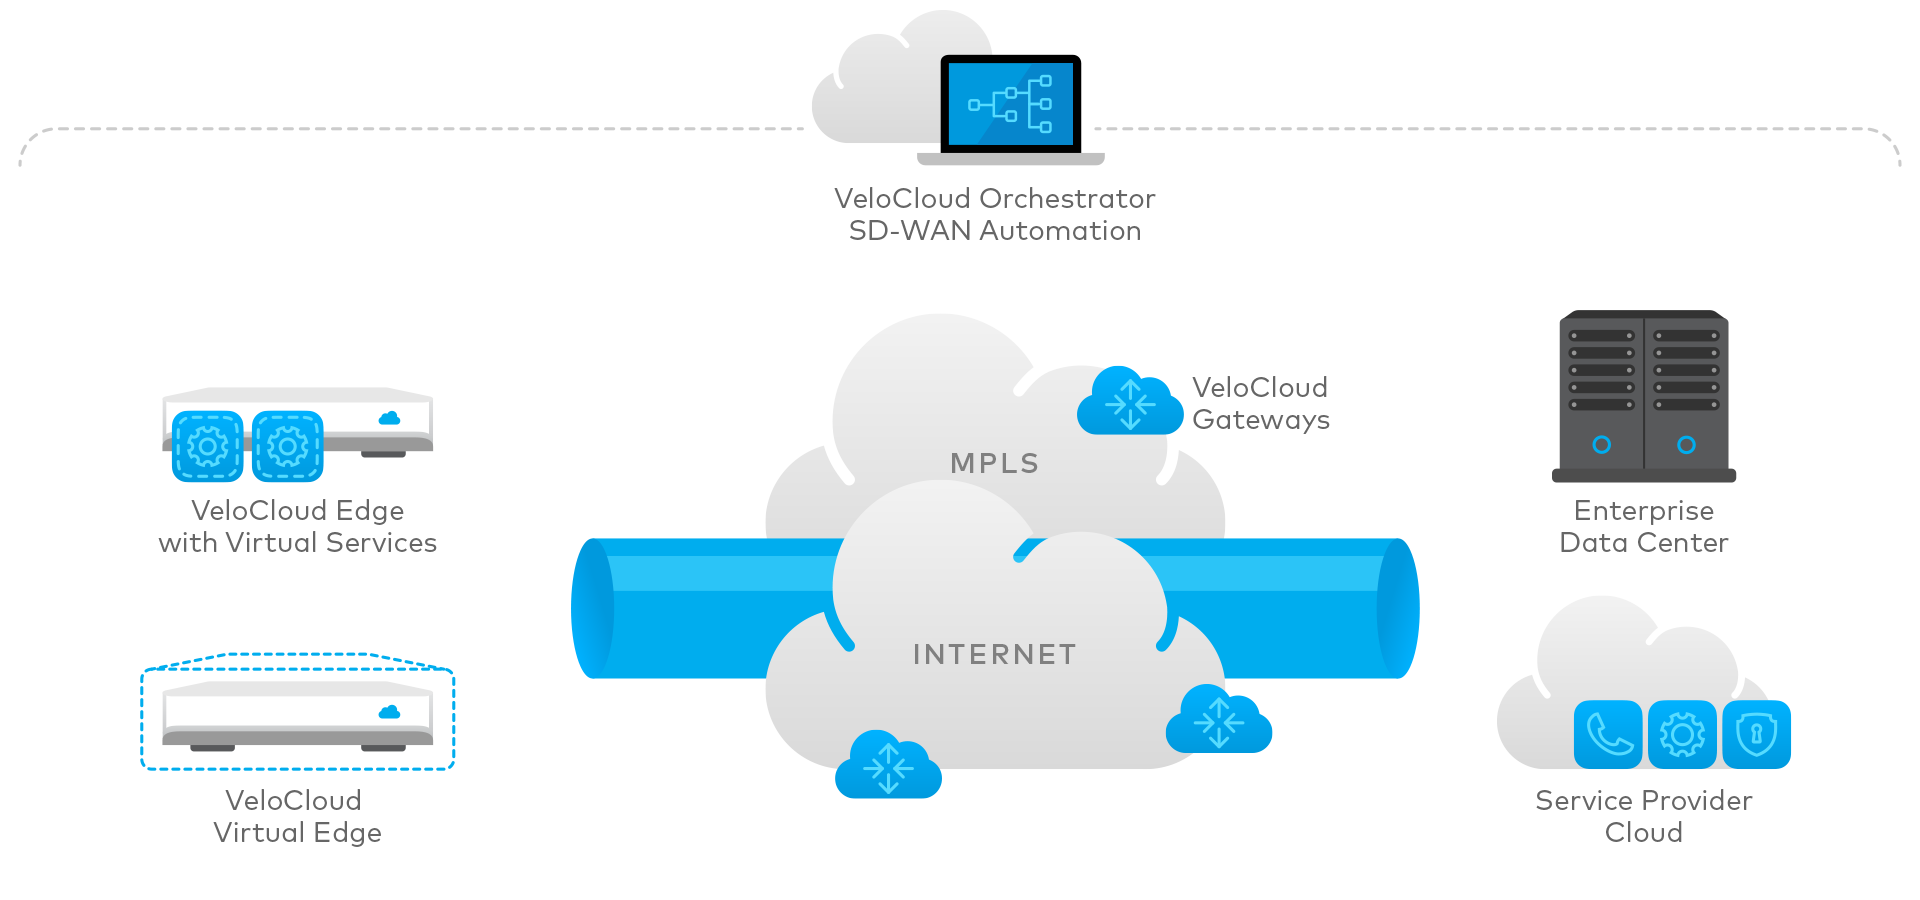 VeloCloud Orchestrator
SD-WAN Automation
VeloCloud
Gateways
MPLS
VeloCloud Edge
with Virtual Services
Enterprise
Data Center
INTERNET
VeloCloud
Virtual Edge
Service Provider
Cloud